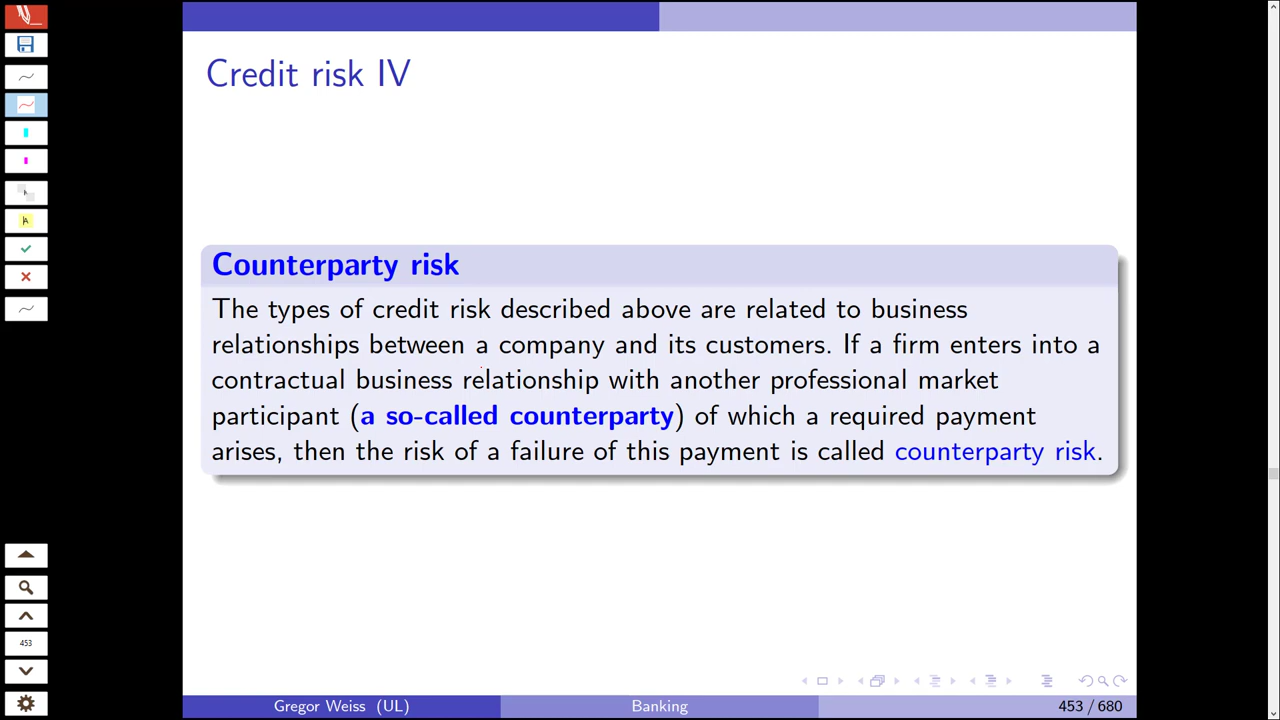 Credit risk IV
Counterparty risk
The types of credit risk described above are related to business
relationships between a company and its customers. If a firm enters into a
contractual business relationship with another professional market
participant (a so-called counterparty) of which a required payment
arises, then the risk of a failure of this payment is called counterparty risk.
453
Gregor Weiss (UL) Banking 453 / 680